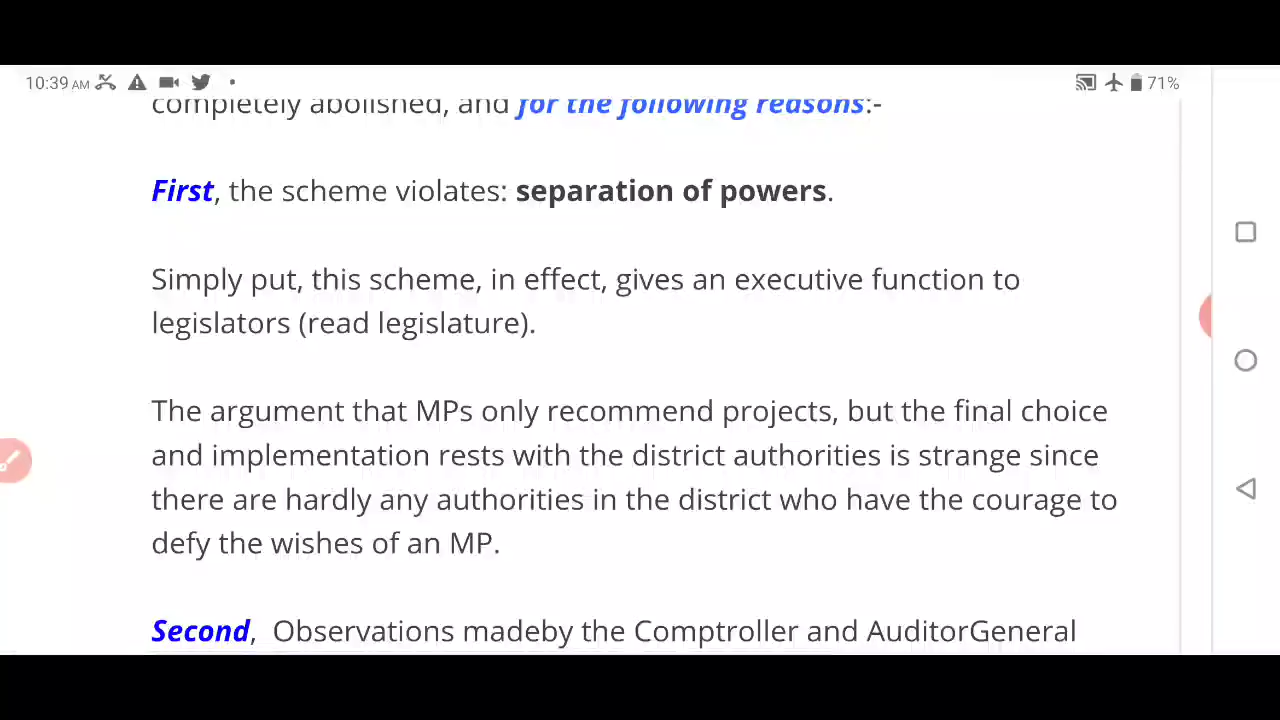 10:39 AM
71%
completely abolished, and for the following reasons:-
First, the scheme violates: separation of powers.
Simply put, this scheme, in effect, gives an executive function to
legislators (read legislature).
The argument that MPs only recommend projects, but the final choice
and implementation rests with the district authorities is strange since
there are hardly any authorities in the district who have the courage to
defy the wishes of an MP.
Second, Observations madeby the Comptroller and AuditorGeneral